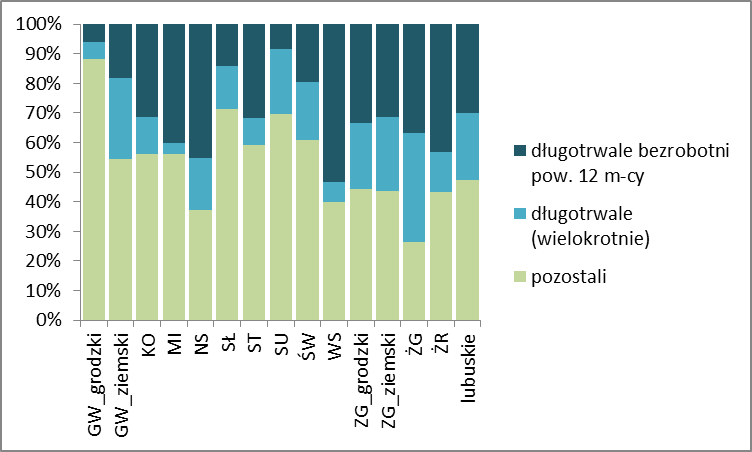 100%
90%
80%
70%
60%
50%
40%
30%
20%
10%
0%
GW_grodzki
GW_ziemski
KO
MI
NS
SŁ
ST
SU
ŚW
WS
ZG_grodzki
ZG_ziemski
ŻG
ŻR
lubuskie
długotrwale bezrobotni
pow. 12 m-cy
długotrwale
(wielokrotnie)
pozostali